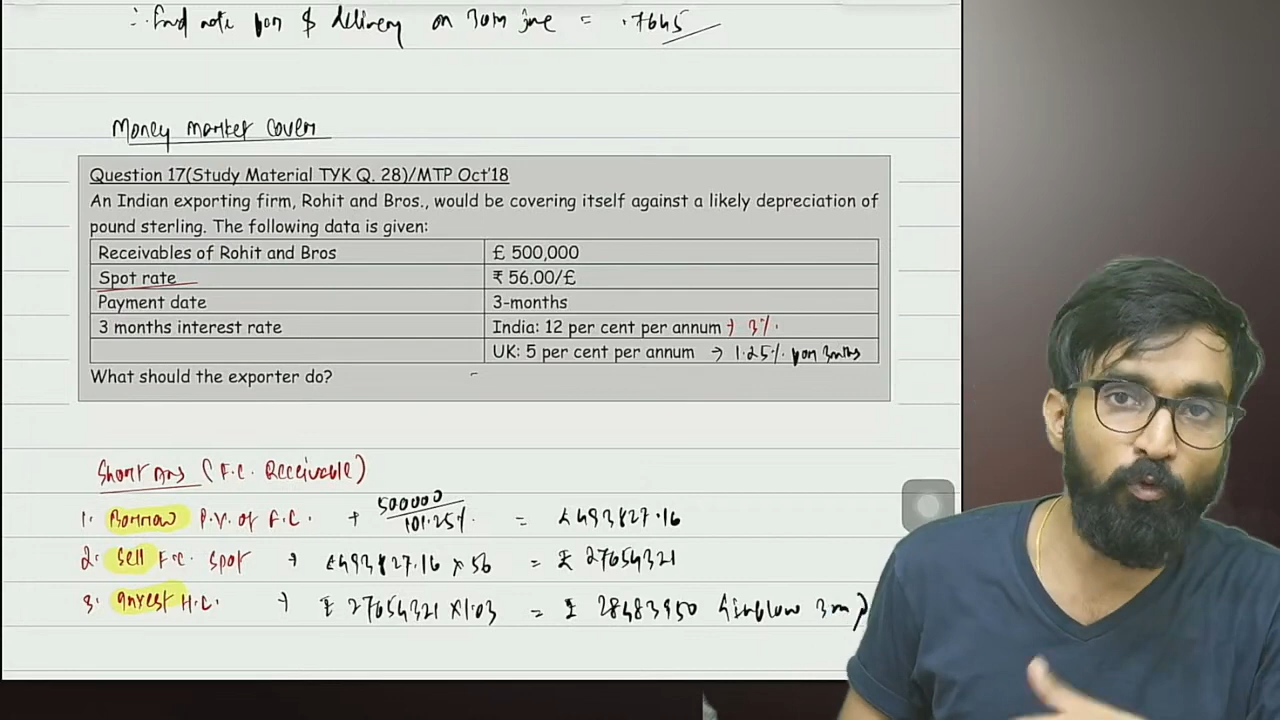 ∴ Fwd rate for $ delivery on 30th june = .7645
Money market Cover
Question 17(Study Material TYK Q. 28)/MTP Oct'18
An Indian exporting firm, Rohit and Bros., would be covering itself against a likely depreciation of
pound sterling. The following data is given:
Receivables of Rohit and Bros £ 500,000
Spot rate ₹ 56.00/£
Payment date 3-months
3 months interest rate India: 12 per cent per annum → 3%.
UK: 5 per cent per annum → 1.25% for 3mths
What should the exporter do?
Short Ans (F.C. Receivable)
1. Borrow P.V. of F.C. → 500000 / 101.25% = £493827.16
2. Sell F.C. Spot → £493827.16 × 56 = ₹ 27654321
3. Invest H.C. → ₹ 27654321 × 1.03 = ₹ 28483950 (inflow 3m)